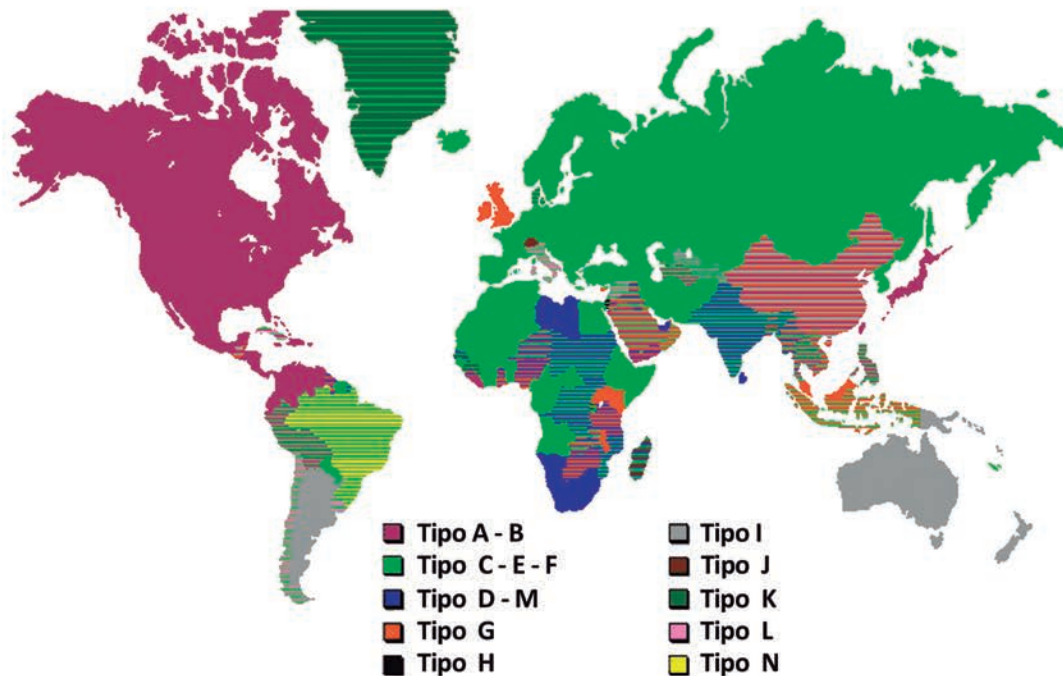 Tipo A - B
Tipo C - E - F
Tipo D - M
Tipo G
Tipo H
Tipo I
Tipo J
Tipo K
Tipo L
Tipo N